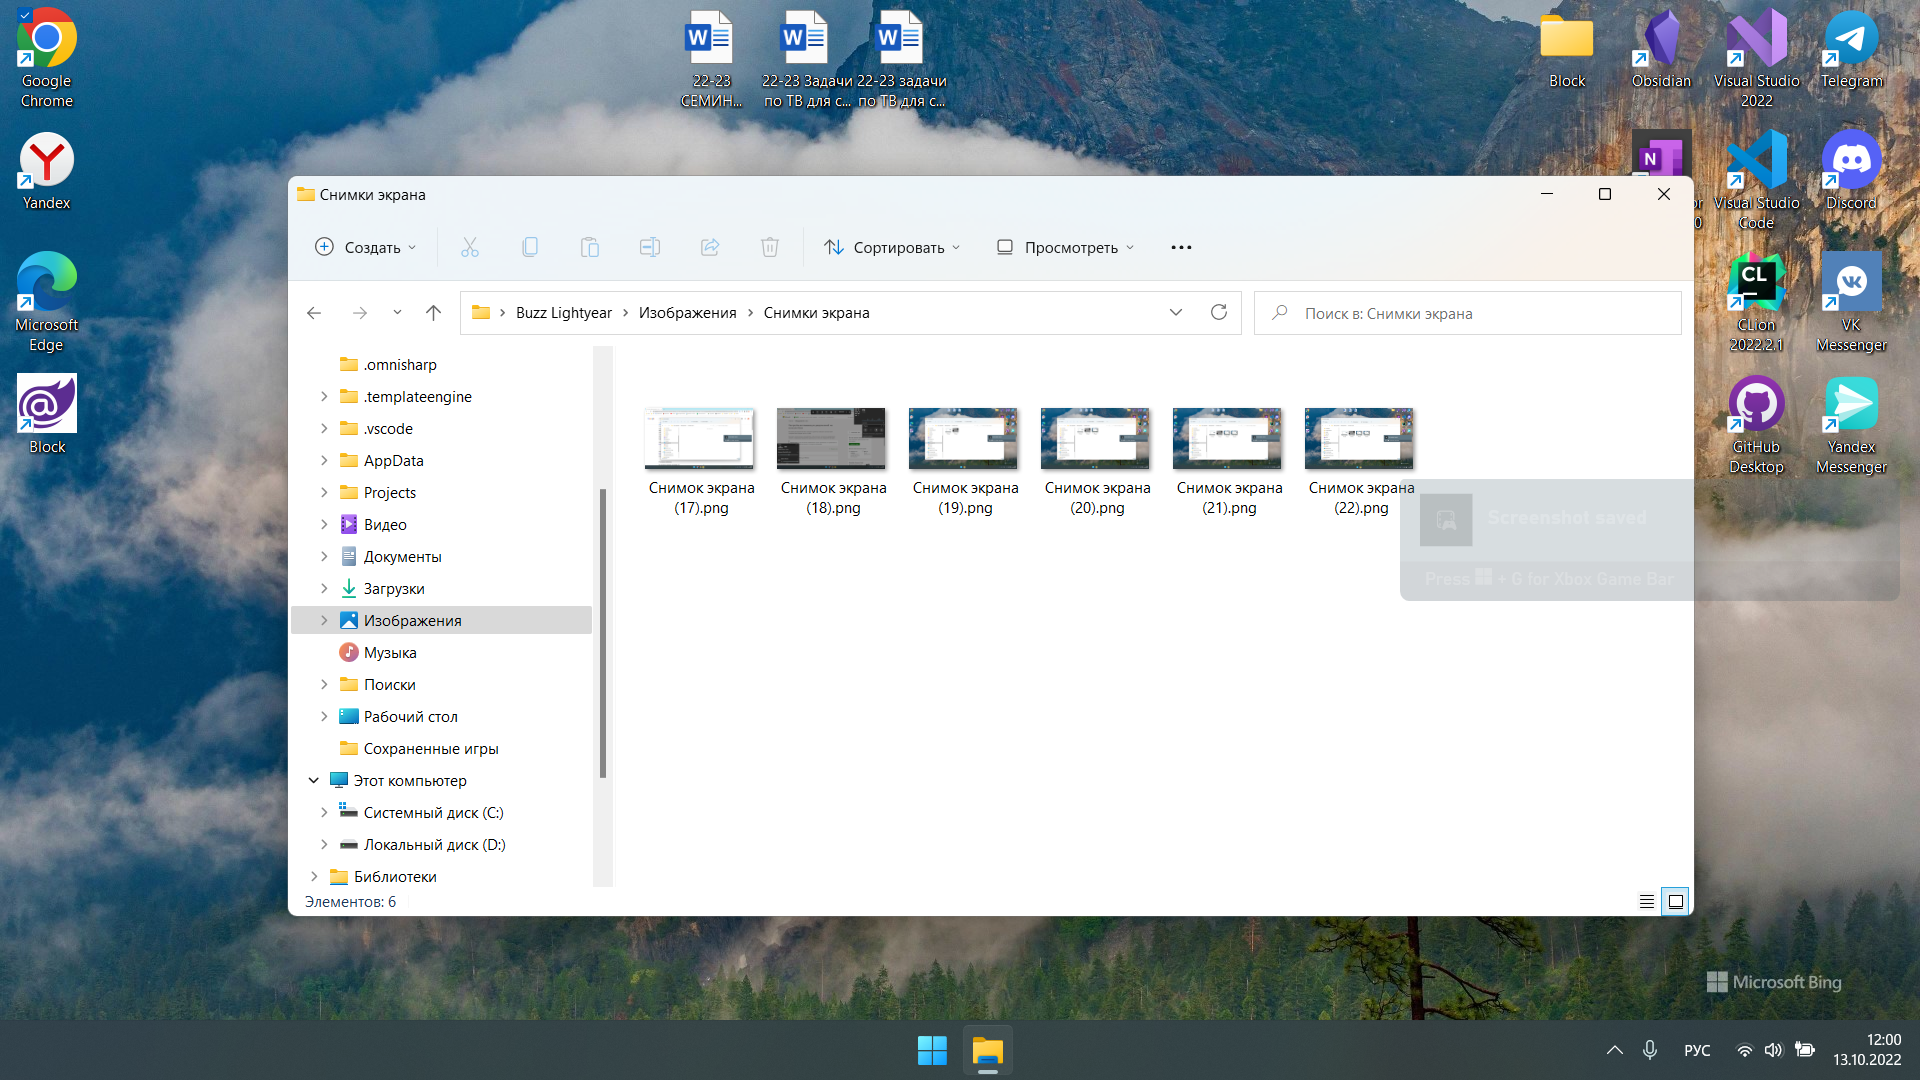 Google
Chrome
Yandex
Microsoft
Edge
Block
22-23
СЕМИН...
22-23 Задачи
по ТВ для с...
22-23 задачи
по ТВ для с...
Block
Obsidian
Visual Studio
2022
Telegram
Visual Studio
Code
Discord
CLion
2022.2.1
VK
Messenger
GitHub
Desktop
Yandex
Messenger
Снимки экрана
Создать
Сортировать
Просмотреть
Buzz Lightyear
Изображения
Снимки экрана
Поиск в: Снимки экрана
.omnisharp
.templateengine
.vscode
AppData
Projects
Видео
Документы
Загрузки
Изображения
Музыка
Поиски
Рабочий стол
Сохраненные игры
Этот компьютер
Системный диск (C:)
Локальный диск (D:)
Библиотеки
Элементов: 6
Снимок экрана
(17).png
Снимок экрана
(18).png
Снимок экрана
(19).png
Снимок экрана
(20).png
Снимок экрана
(21).png
Снимок экрана
(22).png
Screenshot saved
Press + G for Xbox Game Bar
Microsoft Bing
РУС
12:00
13.10.2022